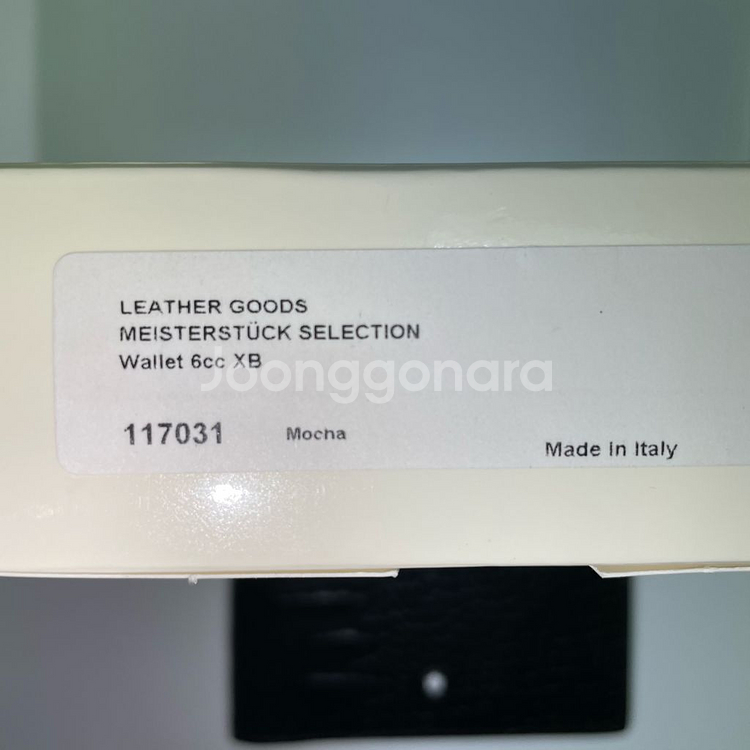 LEATHER GOODS
MEISTERSTÜCK SELECTION
Wallet 6cc XB
Joonggonara
117031 Mocha
Made in Italy